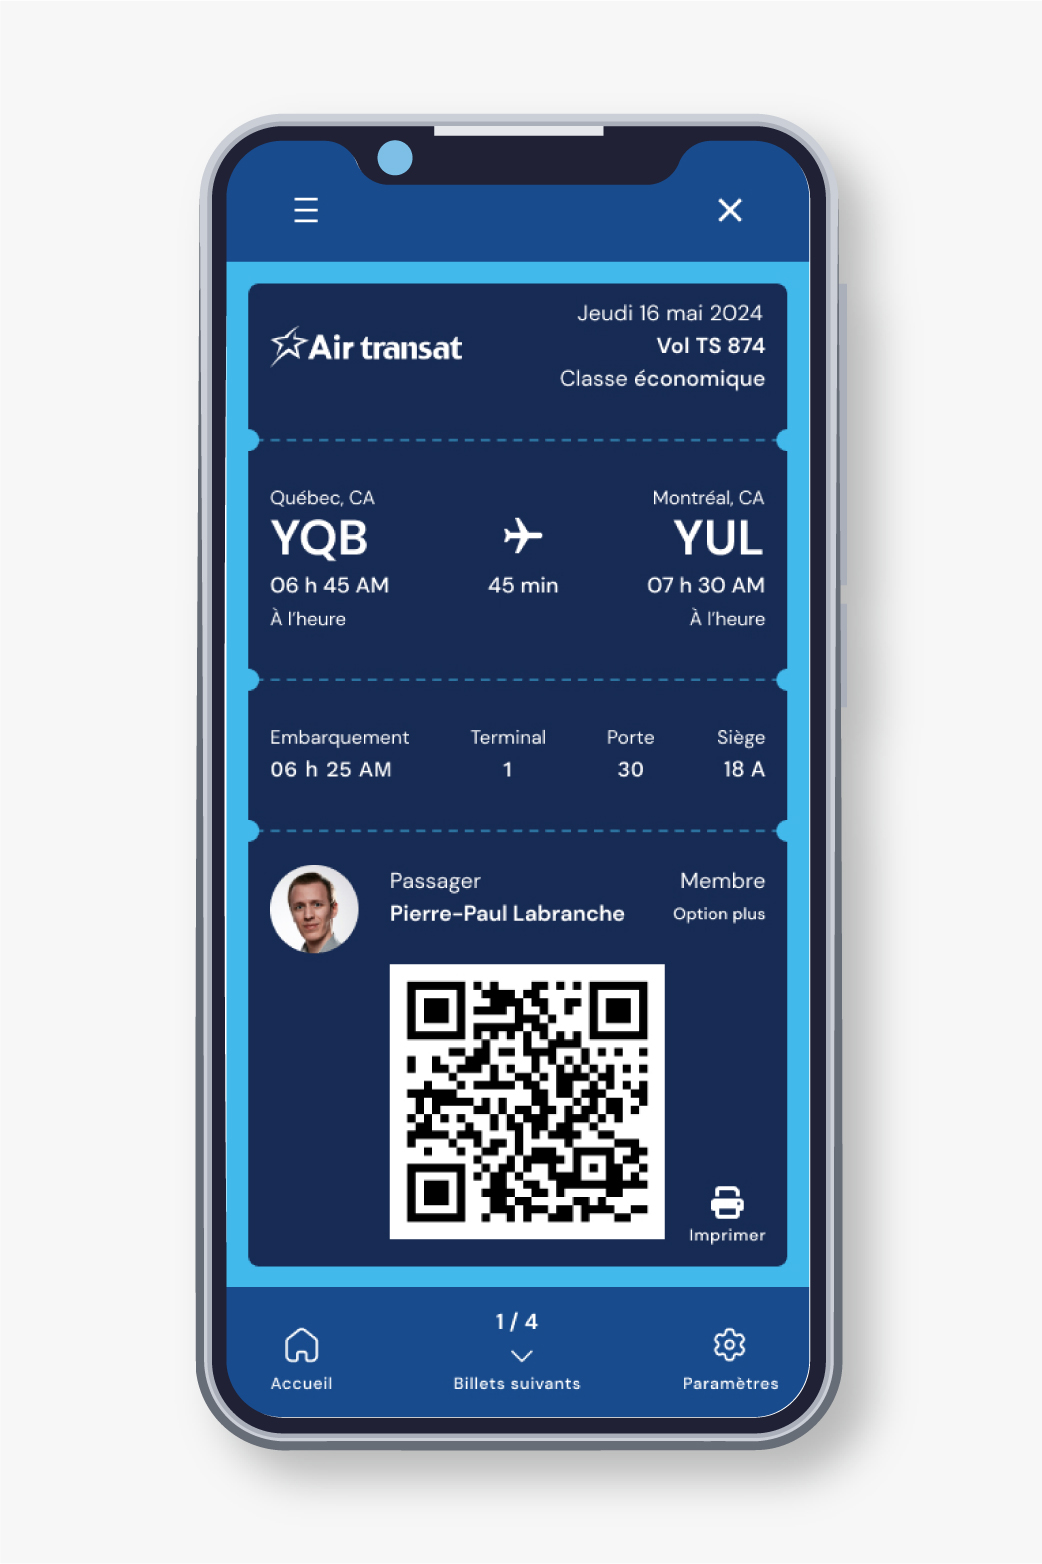 Air transat
Jeudi 16 mai 2024
Vol TS 874
Classe économique
Québec, CA
YQB
06 h 45 AM
À l'heure
45 min
Montréal, CA
YUL
07 h 30 AM
À l'heure
Embarquement
06 h 25 AM
Terminal
1
Porte
30
Siège
18 A
Passager
Pierre-Paul Labranche
Membre
Option plus
Imprimer
Accueil
1 / 4
Billets suivants
Paramètres